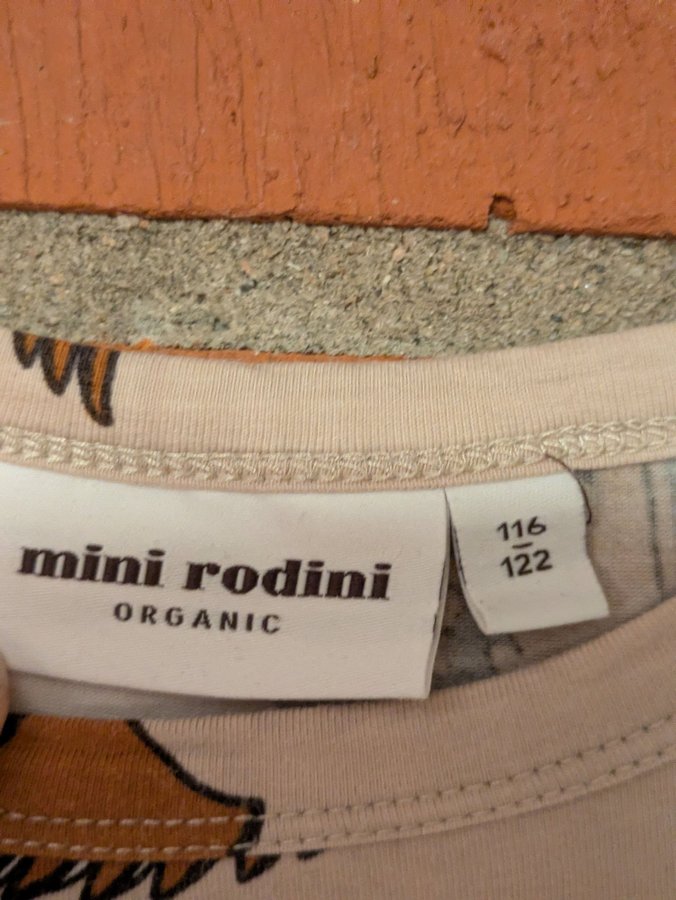 mini rodini
ORGANIC
116
122